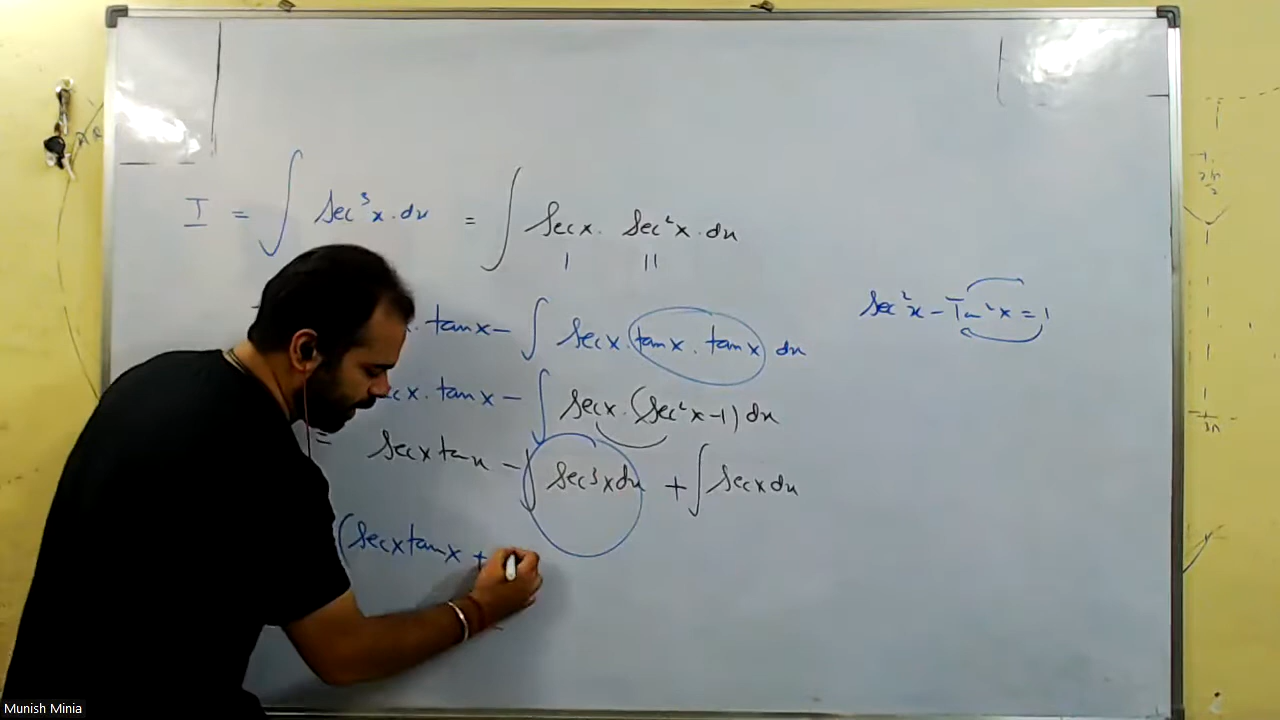 I = ∫ sec³x·dx = ∫ secx · sec²x·dx
I II
sec²x - Tan²x = 1
· tanx - ∫ secx · tanx · tanx dx
secx · tanx - ∫ secx · (sec²x - 1) dx
= secx tanx - ∫ sec³x dx + ∫ secx dx
(secx tanx +
Munish Minia